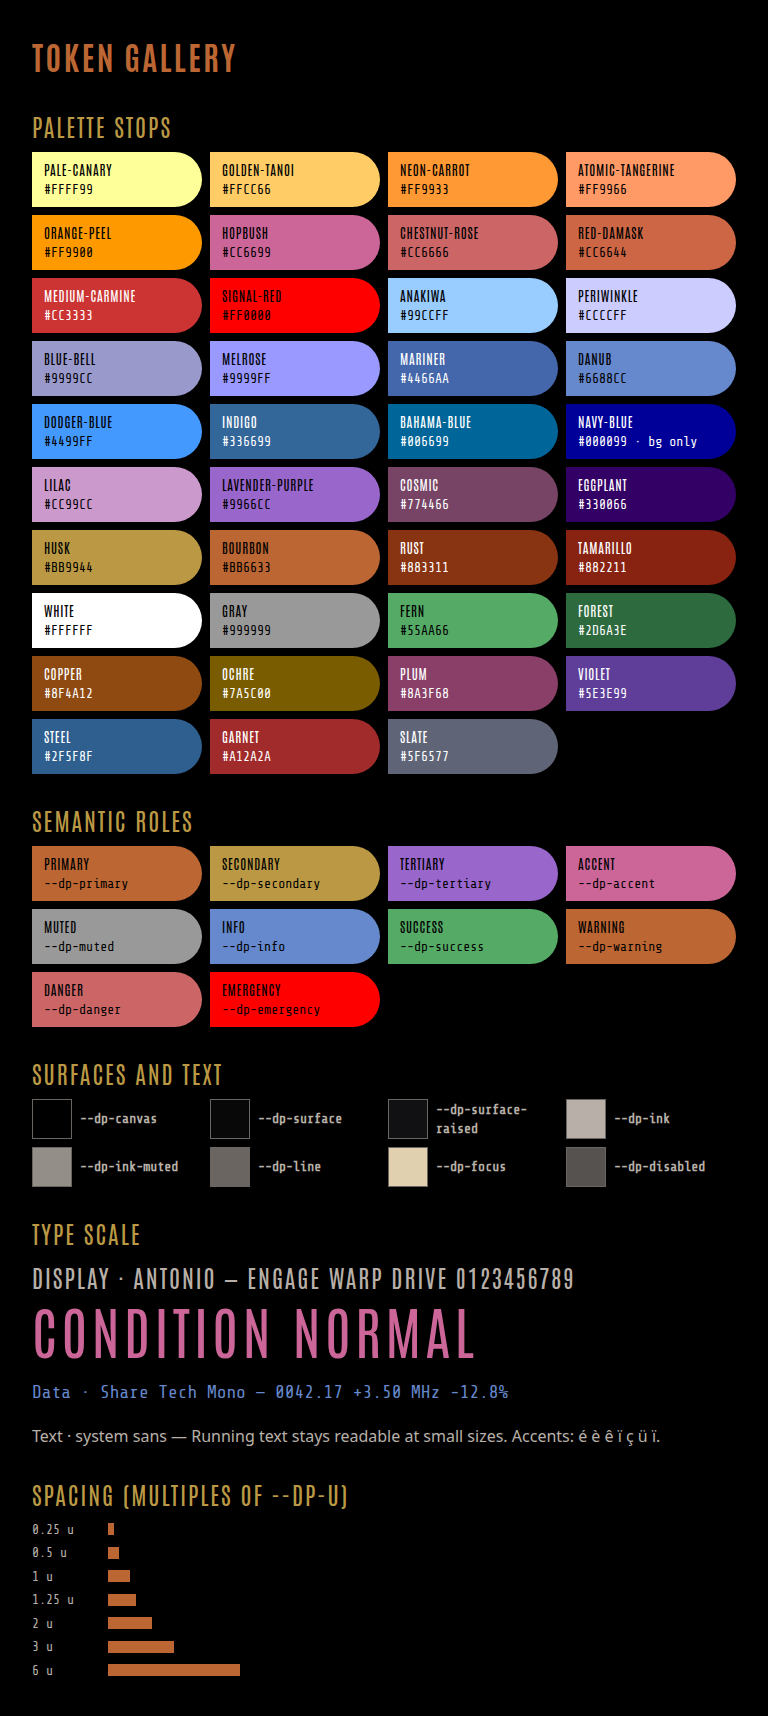 TOKEN GALLERY
PALETTE STOPS
PALE-CANARY
#FFFF99
GOLDEN-TANOI
#FFCC66
NEON-CARROT
#FF9933
ATOMIC-TANGERINE
#FF9966
ORANGE-PEEL
#FF9900
HOPBUSH
#CC6699
CHESTNUT-ROSE
#CC6666
RED-DAMASK
#CC6644
MEDIUM-CARMINE
#CC3333
SIGNAL-RED
#FF0000
ANAKIWA
#99CCFF
PERIWINKLE
#CCCCFF
BLUE-BELL
#9999CC
MELROSE
#9999FF
MARINER
#4466AA
DANUB
#6688CC
DODGER-BLUE
#4499FF
INDIGO
#336699
BAHAMA-BLUE
#006699
NAVY-BLUE
#000099 · bg only
LILAC
#CC99CC
LAVENDER-PURPLE
#9966CC
COSMIC
#774466
EGGPLANT
#330066
HUSK
#BB9944
BOURBON
#BB6633
RUST
#883311
TAMARILLO
#882211
WHITE
#FFFFFF
GRAY
#999999
FERN
#55AA66
FOREST
#2D6A3E
COPPER
#8F4A12
OCHRE
#7A5C00
PLUM
#8A3F68
VIOLET
#5E3E99
STEEL
#2F5F8F
GARNET
#A12A2A
SLATE
#5F6577
SEMANTIC ROLES
PRIMARY
--dp-primary
SECONDARY
--dp-secondary
TERTIARY
--dp-tertiary
ACCENT
--dp-accent
MUTED
--dp-muted
INFO
--dp-info
SUCCESS
--dp-success
WARNING
--dp-warning
DANGER
--dp-danger
EMERGENCY
--dp-emergency
SURFACES AND TEXT
--dp-canvas
--dp-surface
--dp-surface-
raised
--dp-ink
--dp-ink-muted
--dp-line
--dp-focus
--dp-disabled
TYPE SCALE
DISPLAY · ANTONIO — ENGAGE WARP DRIVE 0123456789
CONDITION NORMAL
Data · Share Tech Mono — 0042.17 +3.50 MHz −12.8%
Text · system sans — Running text stays readable at small sizes. Accents: é è ê ï ç ü ï.
SPACING (MULTIPLES OF --DP-U)
0.25 u
0.5 u
1 u
1.25 u
2 u
3 u
6 u